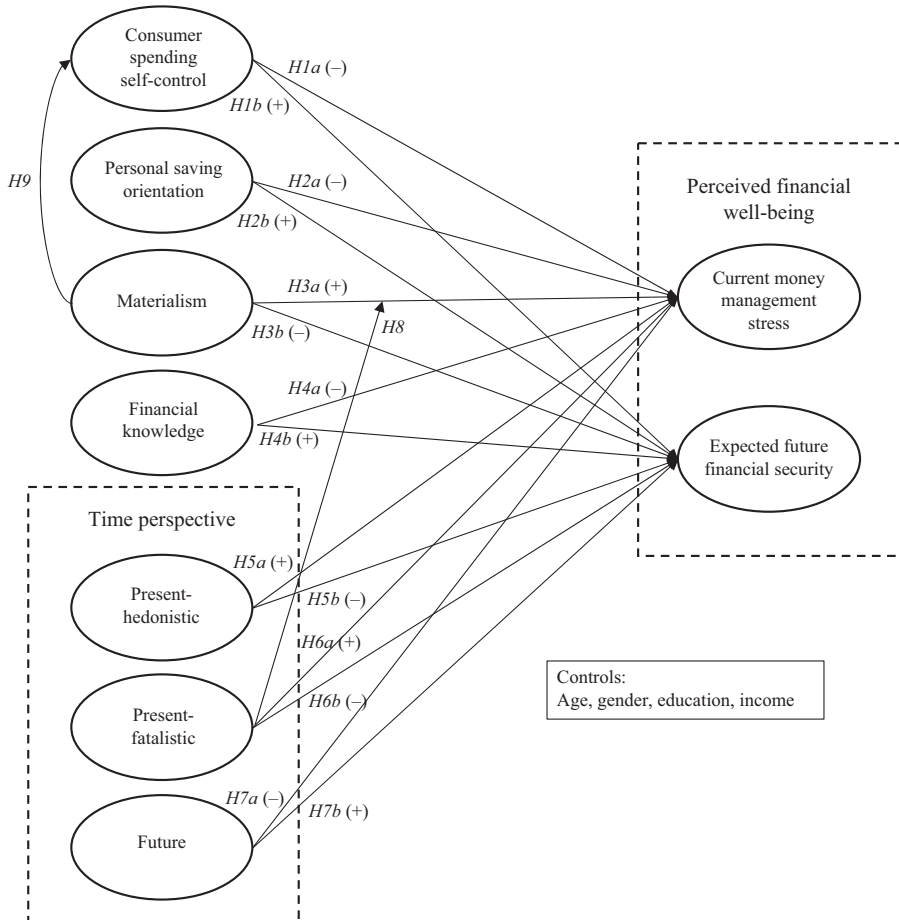 Consumer
spending
self-control
H1a (–)
H1b (+)
Personal saving
orientation
H2a (–)
H2b (+)
H9
Materialism
H3a (+)
H3b (–)
H8
Financial
knowledge
H4a (–)
H4b (+)
Perceived financial
well-being
Current money
management
stress
Expected future
financial security
Time perspective
Present-
hedonistic
H5a (+)
H5b (–)
Present-
fatalistic
H6a (+)
H6b (–)
Future
H7a (–)
H7b (+)
Controls:
Age, gender, education, income